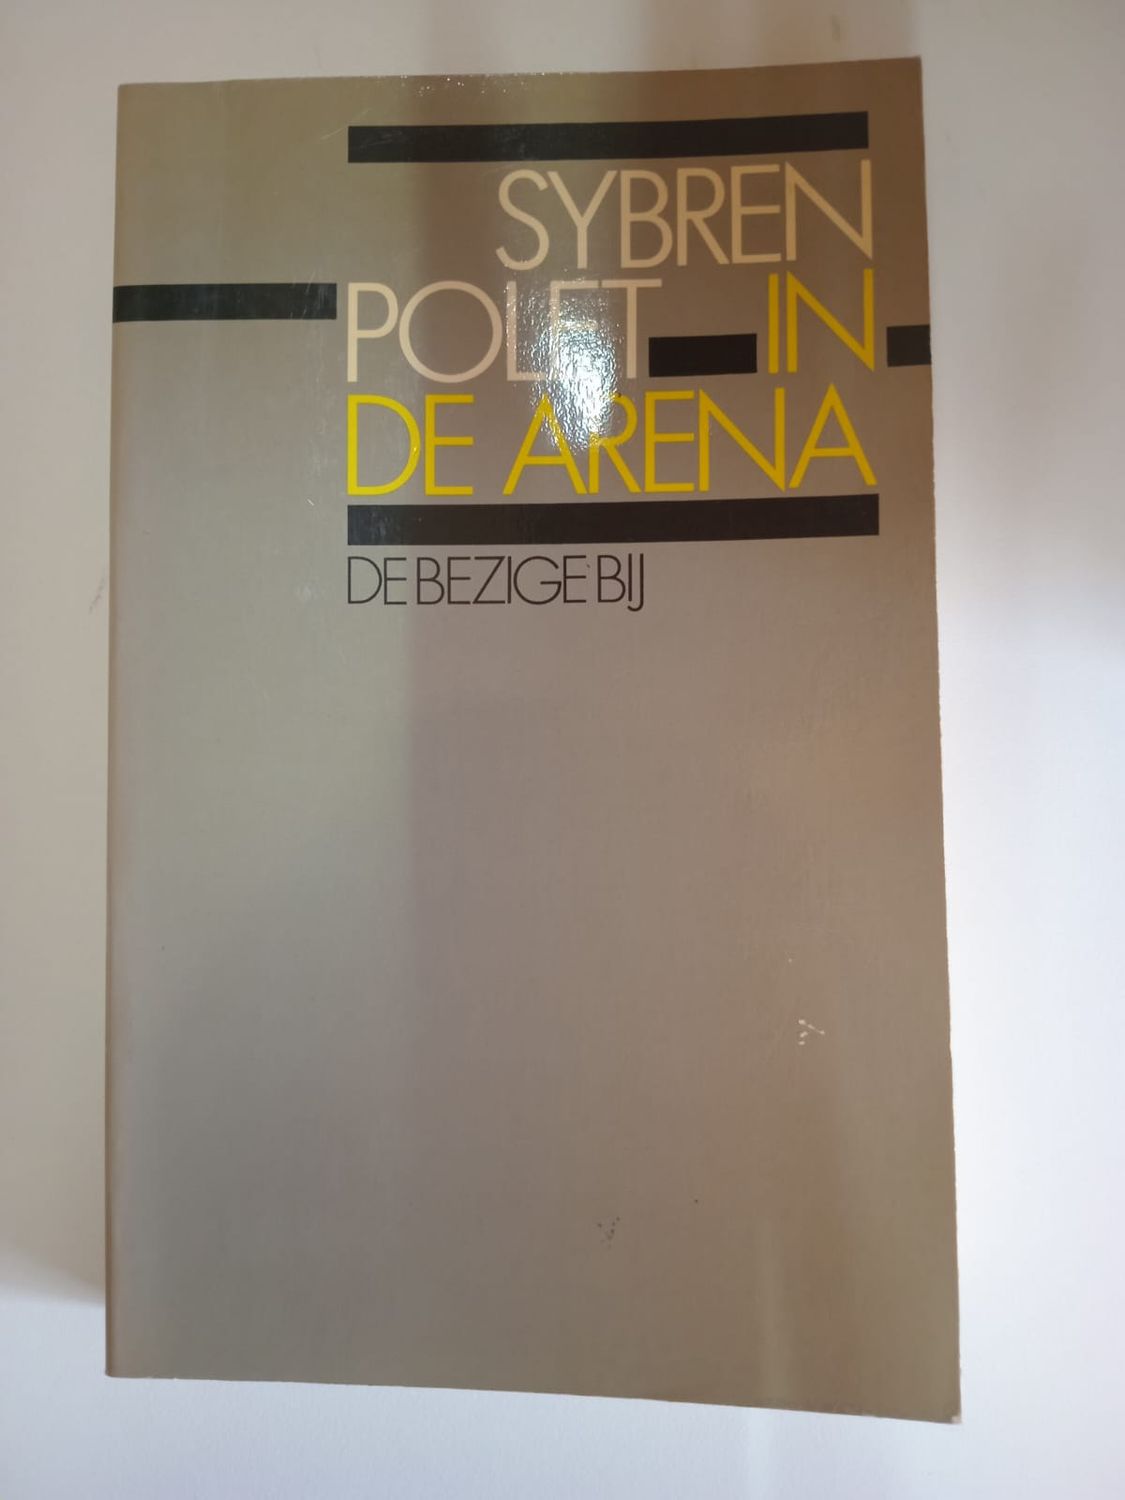 SYBREN
POLET IN
DE ARENA
DE BEZIGE BIJ